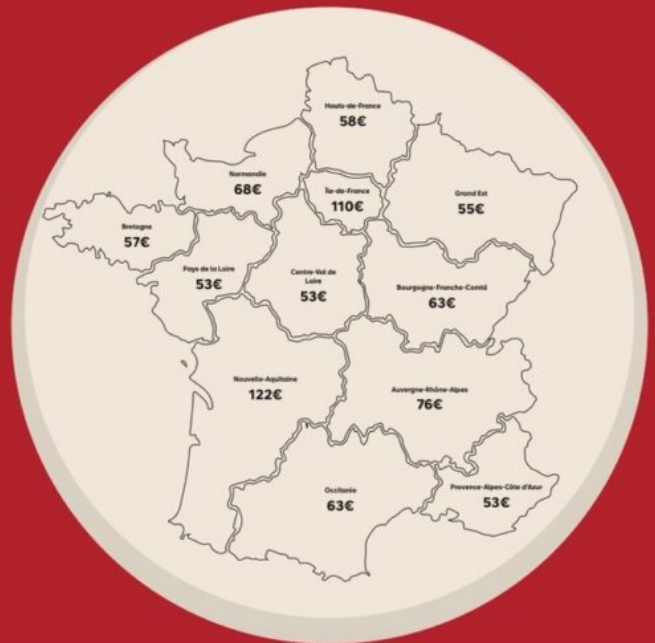 Hauts-de-France
58€
Normandie
68€
Île-de-France
110€
Grand Est
55€
Bretagne
57€
Pays de la Loire
53€
Centre-Val de
Loire
53€
Bourgogne-Franche-Comté
63€
Nouvelle-Aquitaine
122€
Auvergne-Rhône-Alpes
76€
Occitanie
63€
Provence-Alpes-Côte d'Azur
53€